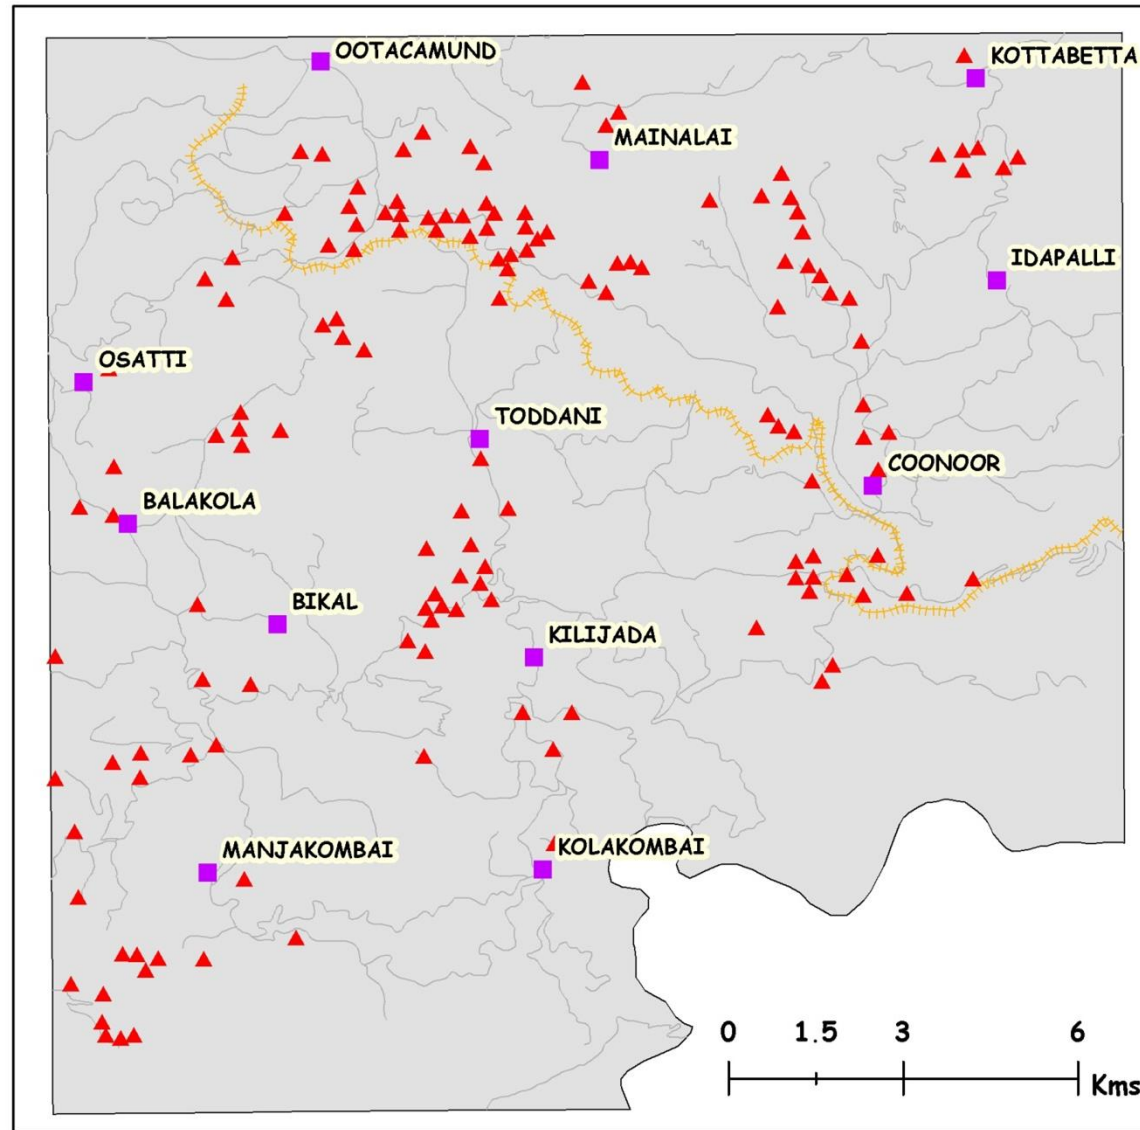 OOTACAMUND
KOTTABETTA
MAINALAI
IDAPALLI
OSATTI
TODDANI
COONOOR
BALAKOLA
BIKAL
KILIJADA
MANJAKOMBAI
KOLAKOMBAI
0 1.5 3 6
Kms